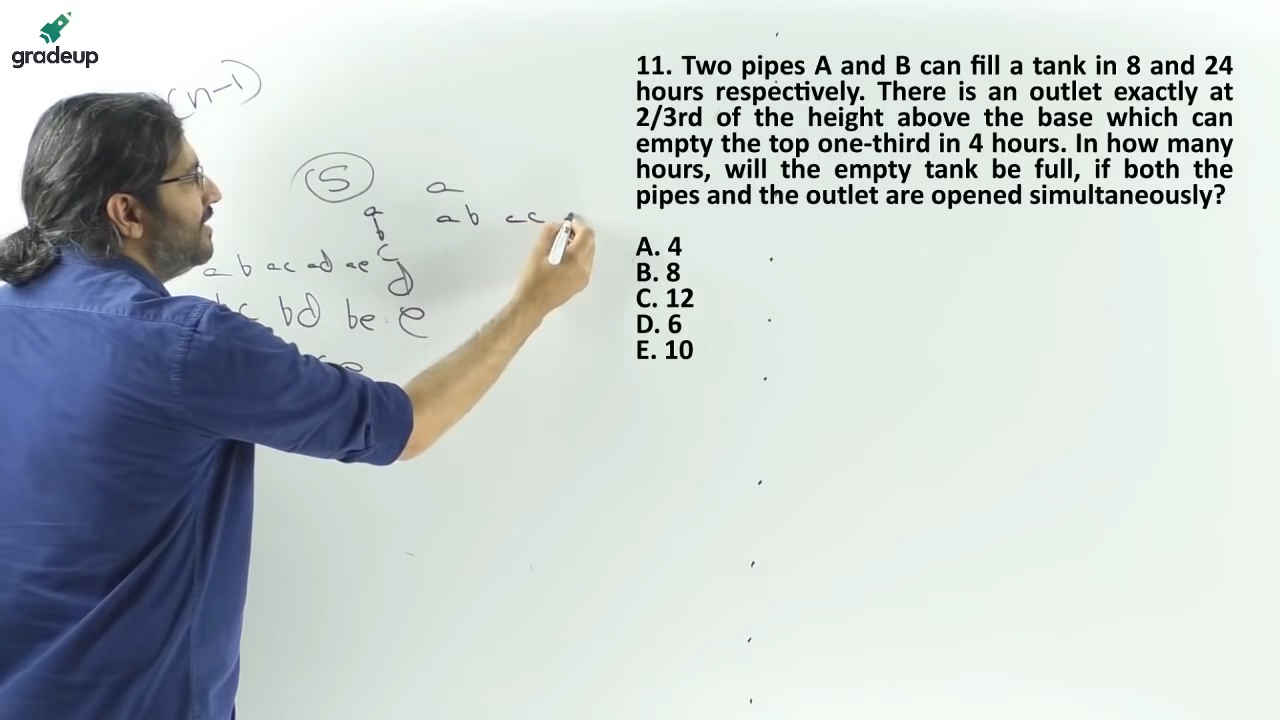 gradeup
(n-1)
5
a
ab ac
a
b
c
ab ac ad ae d
bc bd be e
11. Two pipes A and B can fill a tank in 8 and 24
hours respectively. There is an outlet exactly at
2/3rd of the height above the base which can
empty the top one-third in 4 hours. In how many
hours, will the empty tank be full, if both the
pipes and the outlet are opened simultaneously?
A. 4
B. 8
C. 12
D. 6
E. 10